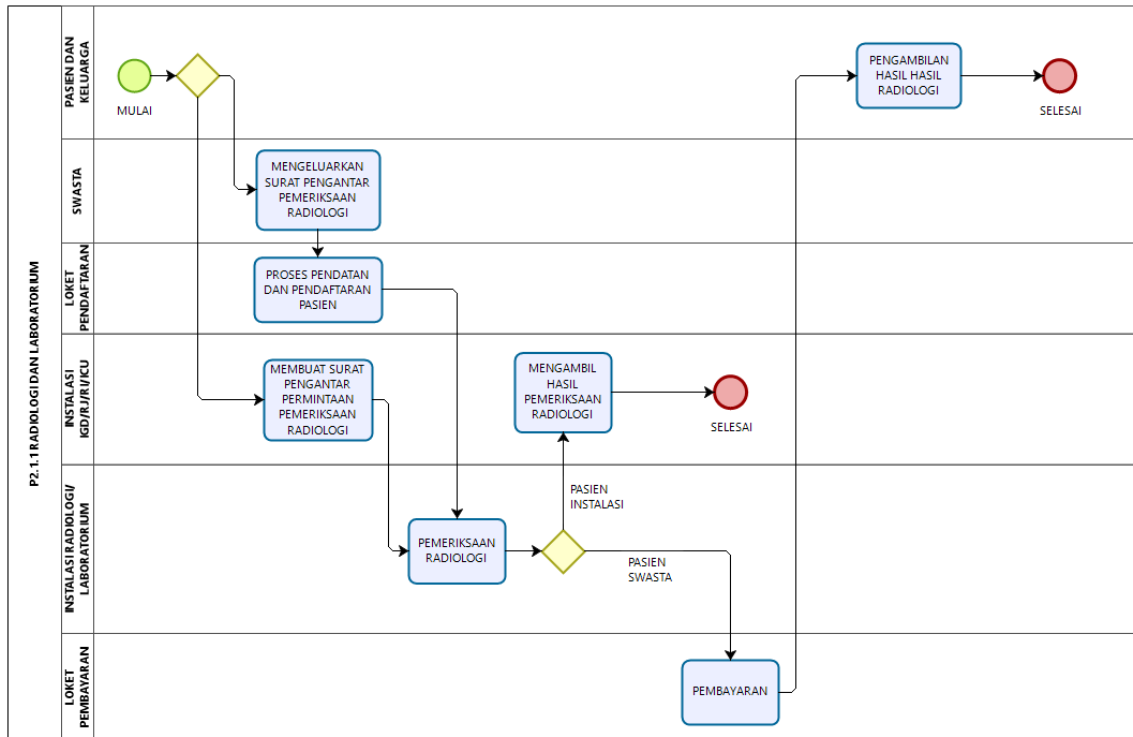 P2.1.1 RADIOLOGI DAN LABORATORIUM
PASIEN DAN
KELUARGA
MULAI
PENGAMBILAN
HASIL HASIL
RADIOLOGI
SELESAI
SWASTA
MENGELUARKAN
SURAT PENGANTAR
PEMERIKSAAN
RADIOLOGI
LOKET
PENDAFTARAN
PROSES PENDATAN
DAN PENDAFTARAN
PASIEN
INSTALASI
IGD/RJ/RI/KU
MEMBUAT SURAT
PENGANTAR
PERMINTAAN
PEMERIKSAAN
RADIOLOGI
MENGAMBIL
HASIL
PEMERIKSAAN
RADIOLOGI
SELESAI
INSTALASI RADIOLOGI/
LABORATORIUM
PEMERIKSAAN
RADIOLOGI
PASIEN
INSTALASI
PASIEN
SWASTA
LOKET
PEMBAYARAN
PEMBAYARAN